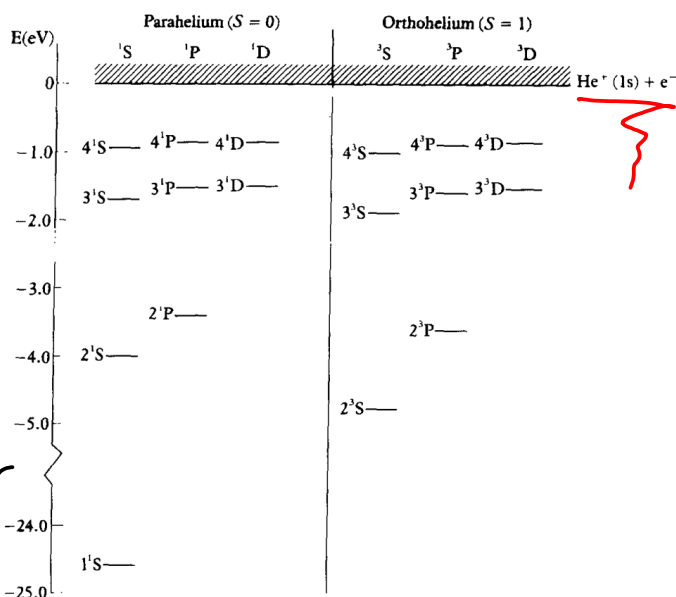 Parahelium (S = 0) Orthohelium (S = 1)
E(eV)
¹S ¹P ¹D ³S ³P ³D
0 He⁺ (1s) + e⁻
4¹S 4¹P 4¹D 4³S 4³P 4³D
−1.0
3¹S 3¹P 3¹D 3³S 3³P 3³D
−2.0
−3.0
2¹P 2³P
2¹S
−4.0
2³S
−5.0
−24.0
1¹S
−25.0